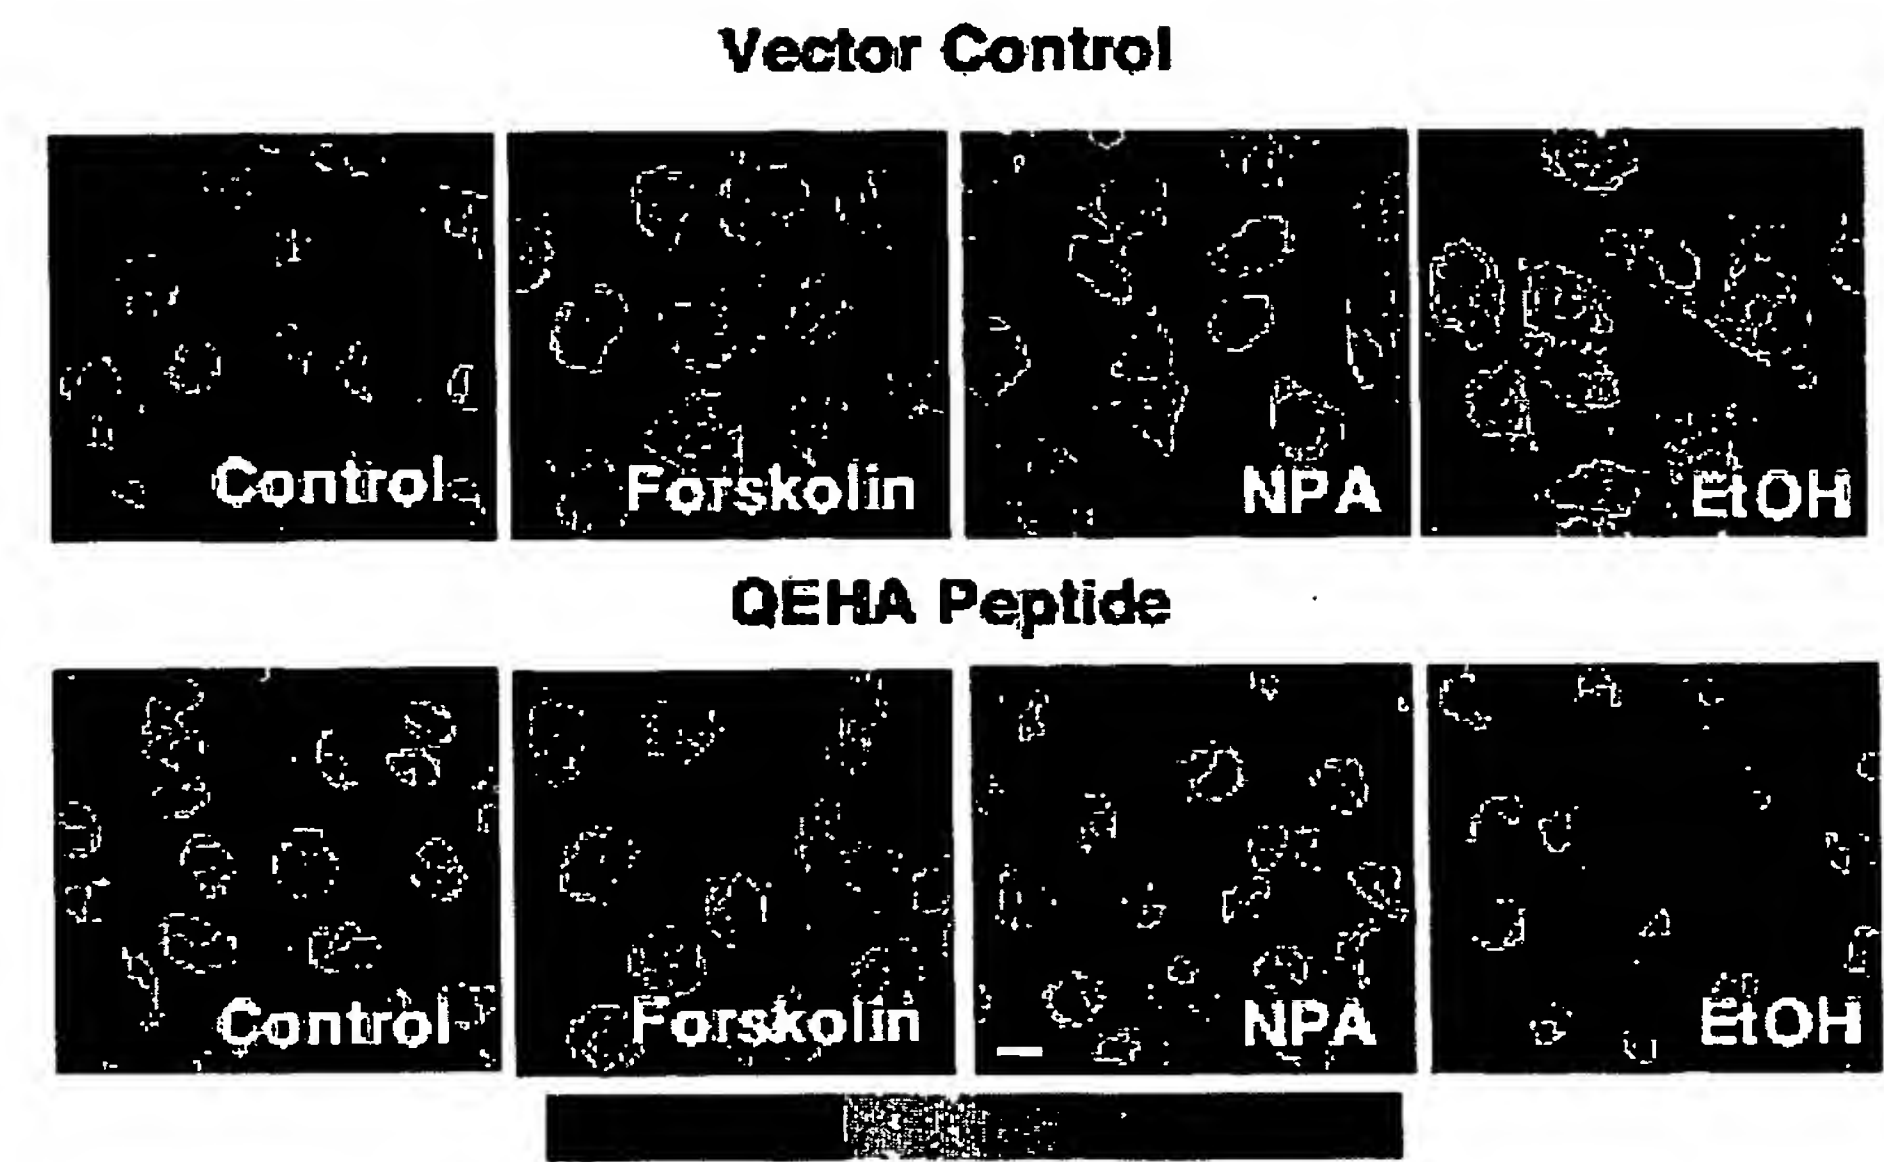 Vector Control
Control
Forskolin
NPA
EtOH
QEHA Peptide
Control
Forskolin
NPA
EtOH